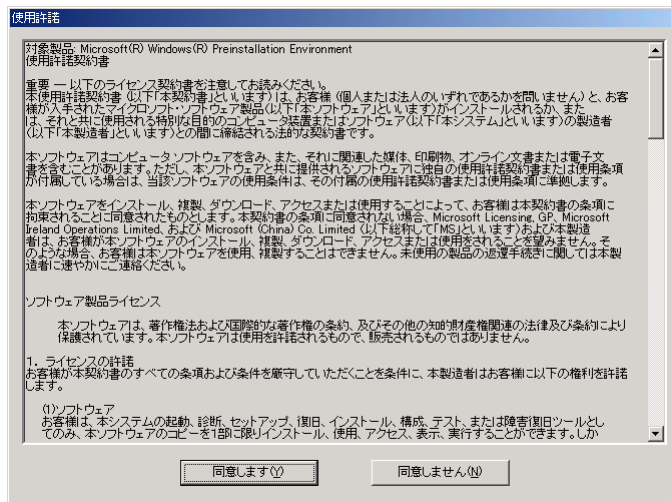 使用許諾
対象製品: Microsoft(R) Windows(R) Preinstallation Environment
使用許諾契約書
重要 ― 以下のライセンス契約書を注意してお読みください。
本使用許諾契約書 (以下「本契約書」といいます) は、お客様 (個人または法人のいずれであるかを問いません) と、お客
様が入手されたマイクロソフト・ソフトウェア製品(以下「本ソフトウェア」といいます)がインストールされるか、また
は、それと共に使用される特別な目的のコンピュータ装置またはソフトウェア(以下「本システム」といいます)の製造者
(以下「本製造者」といいます)との間に締結される法的な契約書です。
本ソフトウェアはコンピュータ ソフトウェアを含み、また、それに関連した媒体、印刷物、オンライン文書または電子文
書を含むことがあります。ただし、本ソフトウェアと共に提供されるソフトウェアに独自の使用許諾契約書または使用条項
が付属している場合は、当該ソフトウェアの使用条件は、その付属の使用許諾契約書または使用条項に準拠します。
本ソフトウェアをインストール、複製、ダウンロード、アクセスまたは使用することによって、お客様は本契約書の条項に
拘束されることに同意されたものとします。本契約書の条項に同意されない場合、Microsoft Licensing, GP、Microsoft
Ireland Operations Limited、および Microsoft (China) Co. Limited (以下総称して「MS」といいます)および本製造
者は、お客様が本ソフトウェアのインストール、複製、ダウンロード、アクセスまたは使用をされることを望みません。そ
のような場合、お客様は本ソフトウェアを使用、複製することはできません。未使用の製品の返還手続きに関しては本製
造者に速やかにご連絡ください。
ソフトウェア製品ライセンス
本ソフトウェアは、著作権法および国際的な著作権の条約、及びその他の知的財産権関連の法律及び条約により
保護されています。本ソフトウェアは使用を許諾されるもので、販売されるものではありません。
1. ライセンスの許諾
お客様が本契約書のすべての条項および条件を厳守していただくことを条件に、本製造者はお客様に以下の権利を許諾
します。
(1)ソフトウェア
お客様は、本システムの起動、診断、セットアップ、復旧、インストール、構成、テスト、または障害復旧ツールとし
てのみ、本ソフトウェアのコピーを1部に限りインストール、使用、アクセス、表示、実行することができます。しか
同意します(Y)
同意しません(N)